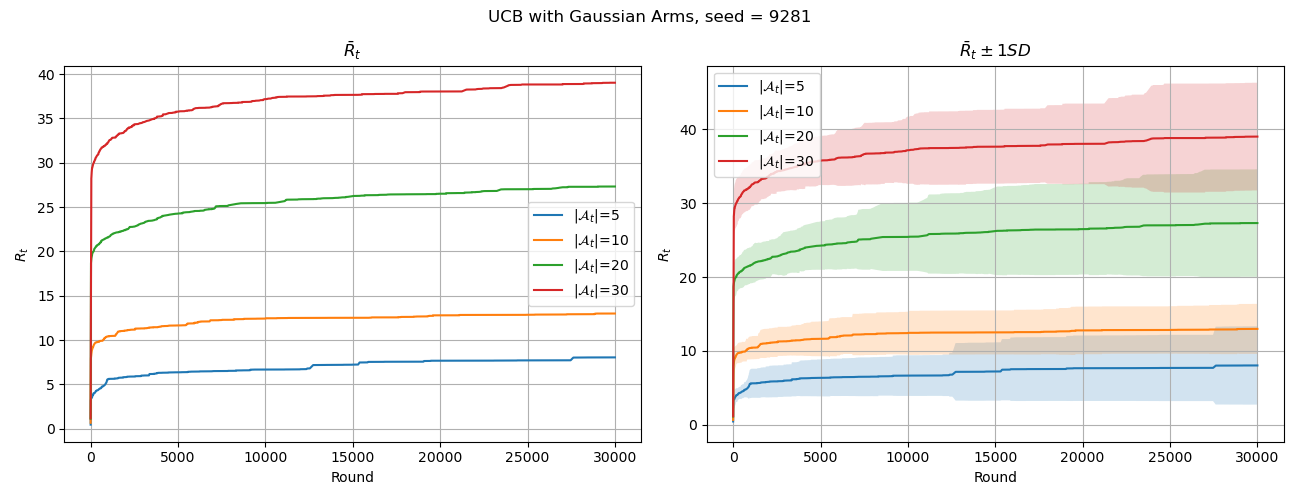 UCB with Gaussian Arms, seed = 9281
R̄ₜ
40
35
30
25
20
15
10
5
0
Rₜ
|𝒜ₜ|=5
|𝒜ₜ|=10
|𝒜ₜ|=20
|𝒜ₜ|=30
0 5000 10000 15000 20000 25000 30000
Round
R̄ₜ ± 1SD
|𝒜ₜ|=5
|𝒜ₜ|=10
|𝒜ₜ|=20
|𝒜ₜ|=30
40
30
20
10
0
Rₜ
0 5000 10000 15000 20000 25000 30000
Round